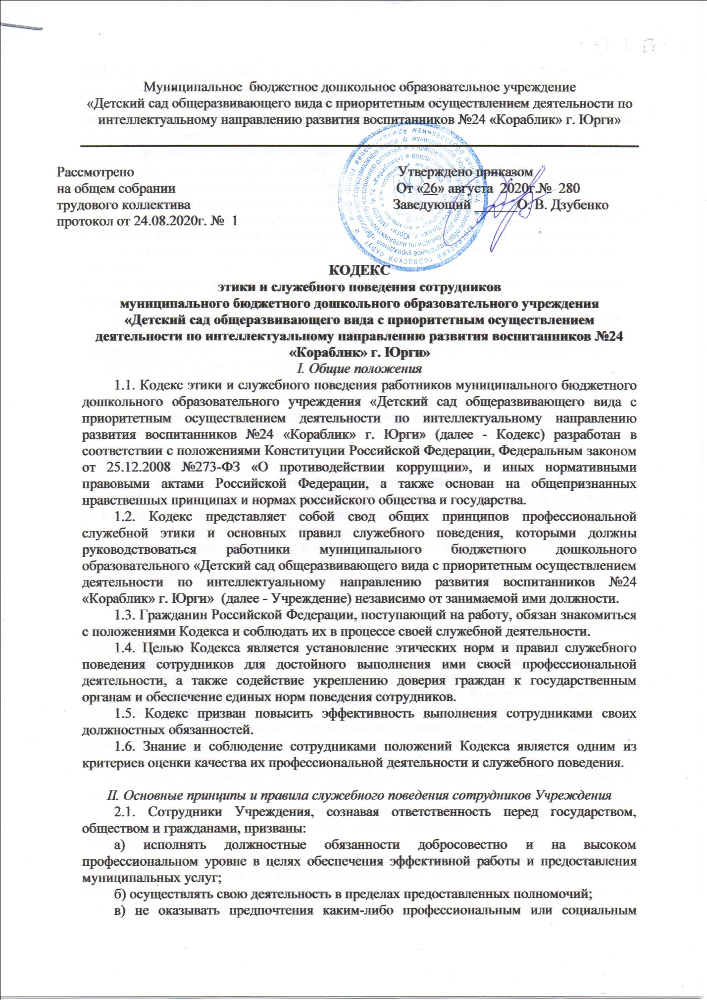 Муниципальное бюджетное дошкольное образовательное учреждение
«Детский сад общеразвивающего вида с приоритетным осуществлением деятельности по
интеллектуальному направлению развития воспитанников №24 «Кораблик» г. Юрги»
Рассмотрено
на общем собрании
трудового коллектива
протокол от 24.08.2020г. № 1
Утверждено приказом
От «26» августа 2020г.№ 280
Заведующий ______О. В. Дзубенко
КОДЕКС
этики и служебного поведения сотрудников
муниципального бюджетного дошкольного образовательного учреждения
«Детский сад общеразвивающего вида с приоритетным осуществлением
деятельности по интеллектуальному направлению развития воспитанников №24
«Кораблик» г. Юрги»
I. Общие положения
1.1. Кодекс этики и служебного поведения работников муниципального бюджетного
дошкольного образовательного учреждения «Детский сад общеразвивающего вида с
приоритетным осуществлением деятельности по интеллектуальному направлению
развития воспитанников №24 «Кораблик» г. Юрги» (далее - Кодекс) разработан в
соответствии с положениями Конституции Российской Федерации, Федеральным законом
от 25.12.2008 №273-ФЗ «О противодействии коррупции», и иных нормативными
правовыми актами Российской Федерации, а также основан на общепризнанных
нравственных принципах и нормах российского общества и государства.
1.2. Кодекс представляет собой свод общих принципов профессиональной
служебной этики и основных правил служебного поведения, которыми должны
руководствоваться работники муниципального бюджетного дошкольного
образовательного «Детский сад общеразвивающего вида с приоритетным осуществлением
деятельности по интеллектуальному направлению развития воспитанников №24
«Кораблик» г. Юрги» (далее - Учреждение) независимо от занимаемой ими должности.
1.3. Гражданин Российской Федерации, поступающий на работу, обязан знакомиться
с положениями Кодекса и соблюдать их в процессе своей служебной деятельности.
1.4. Целью Кодекса является установление этических норм и правил служебного
поведения сотрудников для достойного выполнения ими своей профессиональной
деятельности, а также содействие укреплению доверия граждан к государственным
органам и обеспечение единых норм поведения сотрудников.
1.5. Кодекс призван повысить эффективность выполнения сотрудниками своих
должностных обязанностей.
1.6. Знание и соблюдение сотрудниками положений Кодекса является одним из
критериев оценки качества их профессиональной деятельности и служебного поведения.
II. Основные принципы и правила служебного поведения сотрудников Учреждения
2.1. Сотрудники Учреждения, сознавая ответственность перед государством,
обществом и гражданами, призваны:
а) исполнять должностные обязанности добросовестно и на высоком
профессиональном уровне в целях обеспечения эффективной работы и предоставления
муниципальных услуг;
б) осуществлять свою деятельность в пределах предоставленных полномочий;
в) не оказывать предпочтения каким-либо профессиональным или социальным